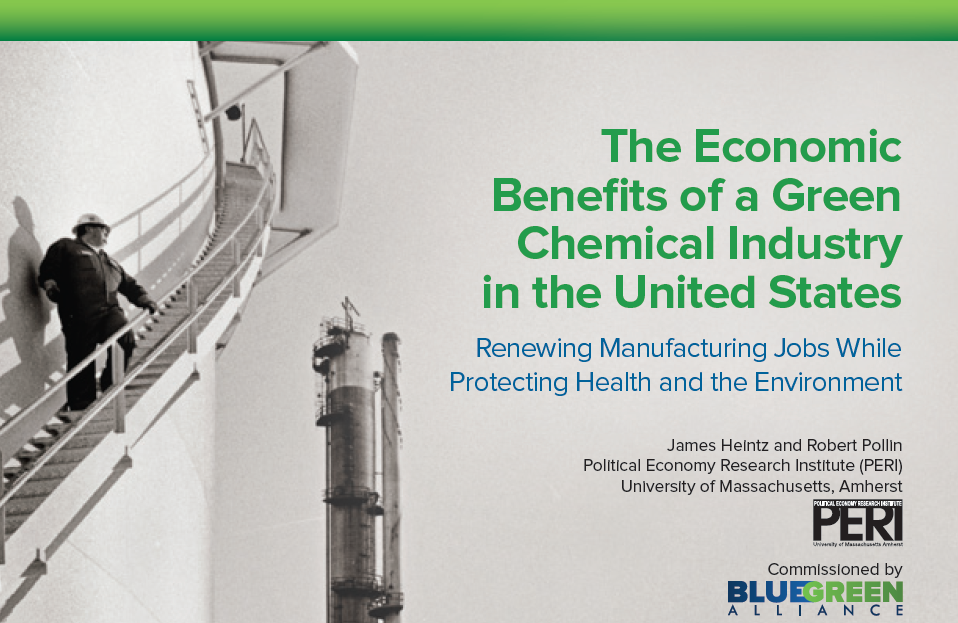 The Economic
Benefits of a Green
Chemical Industry
in the United States
Renewing Manufacturing Jobs While
Protecting Health and the Environment
James Heintz and Robert Pollin
Political Economy Research Institute (PERI)
University of Massachusetts, Amherst
POLITICAL ECONOMY RESEARCH INSTITUTE
PERI
University of Massachusetts Amherst
Commissioned by
BLUEGREEN
ALLIANCE